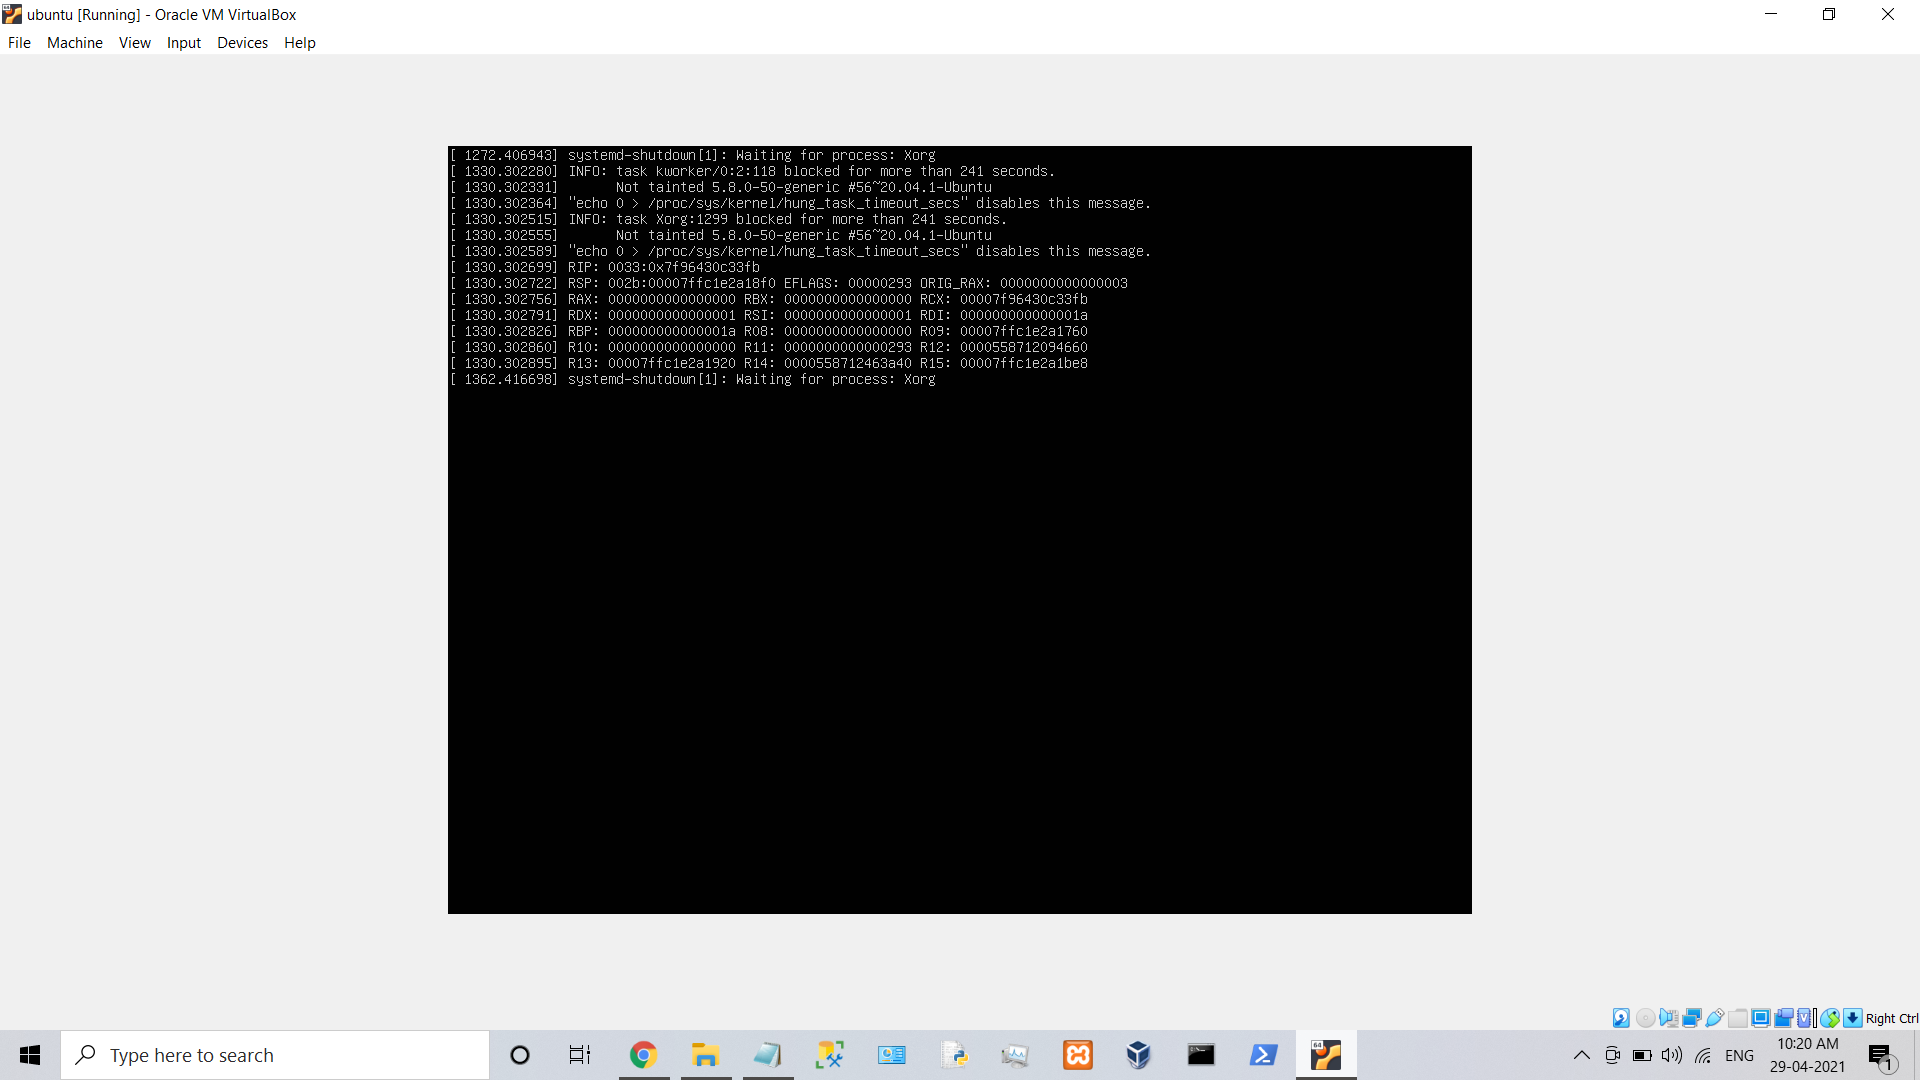 ubuntu [Running] - Oracle VM VirtualBox
File Machine View Input Devices Help
[ 1272.406943] systemd-shutdown[1]: Waiting for process: Xorg
[ 1330.302280] INFO: task kworker/0:2:118 blocked for more than 241 seconds.
[ 1330.302331]       Not tainted 5.8.0-50-generic #56~20.04.1-Ubuntu
[ 1330.302364] "echo 0 > /proc/sys/kernel/hung_task_timeout_secs" disables this message.
[ 1330.302515] INFO: task Xorg:1299 blocked for more than 241 seconds.
[ 1330.302555]       Not tainted 5.8.0-50-generic #56~20.04.1-Ubuntu
[ 1330.302589] "echo 0 > /proc/sys/kernel/hung_task_timeout_secs" disables this message.
[ 1330.302699] RIP: 0033:0x7f96430c33fb
[ 1330.302722] RSP: 002b:00007ffc1e2a18f0 EFLAGS: 00000293 ORIG_RAX: 0000000000000003
[ 1330.302756] RAX: 0000000000000000 RBX: 0000000000000000 RCX: 00007f96430c33fb
[ 1330.302791] RDX: 0000000000000001 RSI: 0000000000000001 RDI: 000000000000001a
[ 1330.302826] RBP: 000000000000001a R08: 0000000000000000 R09: 00007ffc1e2a1760
[ 1330.302860] R10: 0000000000000000 R11: 0000000000000293 R12: 0000558712094660
[ 1330.302895] R13: 00007ffc1e2a1920 R14: 0000558712463a40 R15: 00007ffc1e2a1be8
[ 1362.416698] systemd-shutdown[1]: Waiting for process: Xorg
Right Ctrl
Type here to search
ENG
10:20 AM
29-04-2021
1